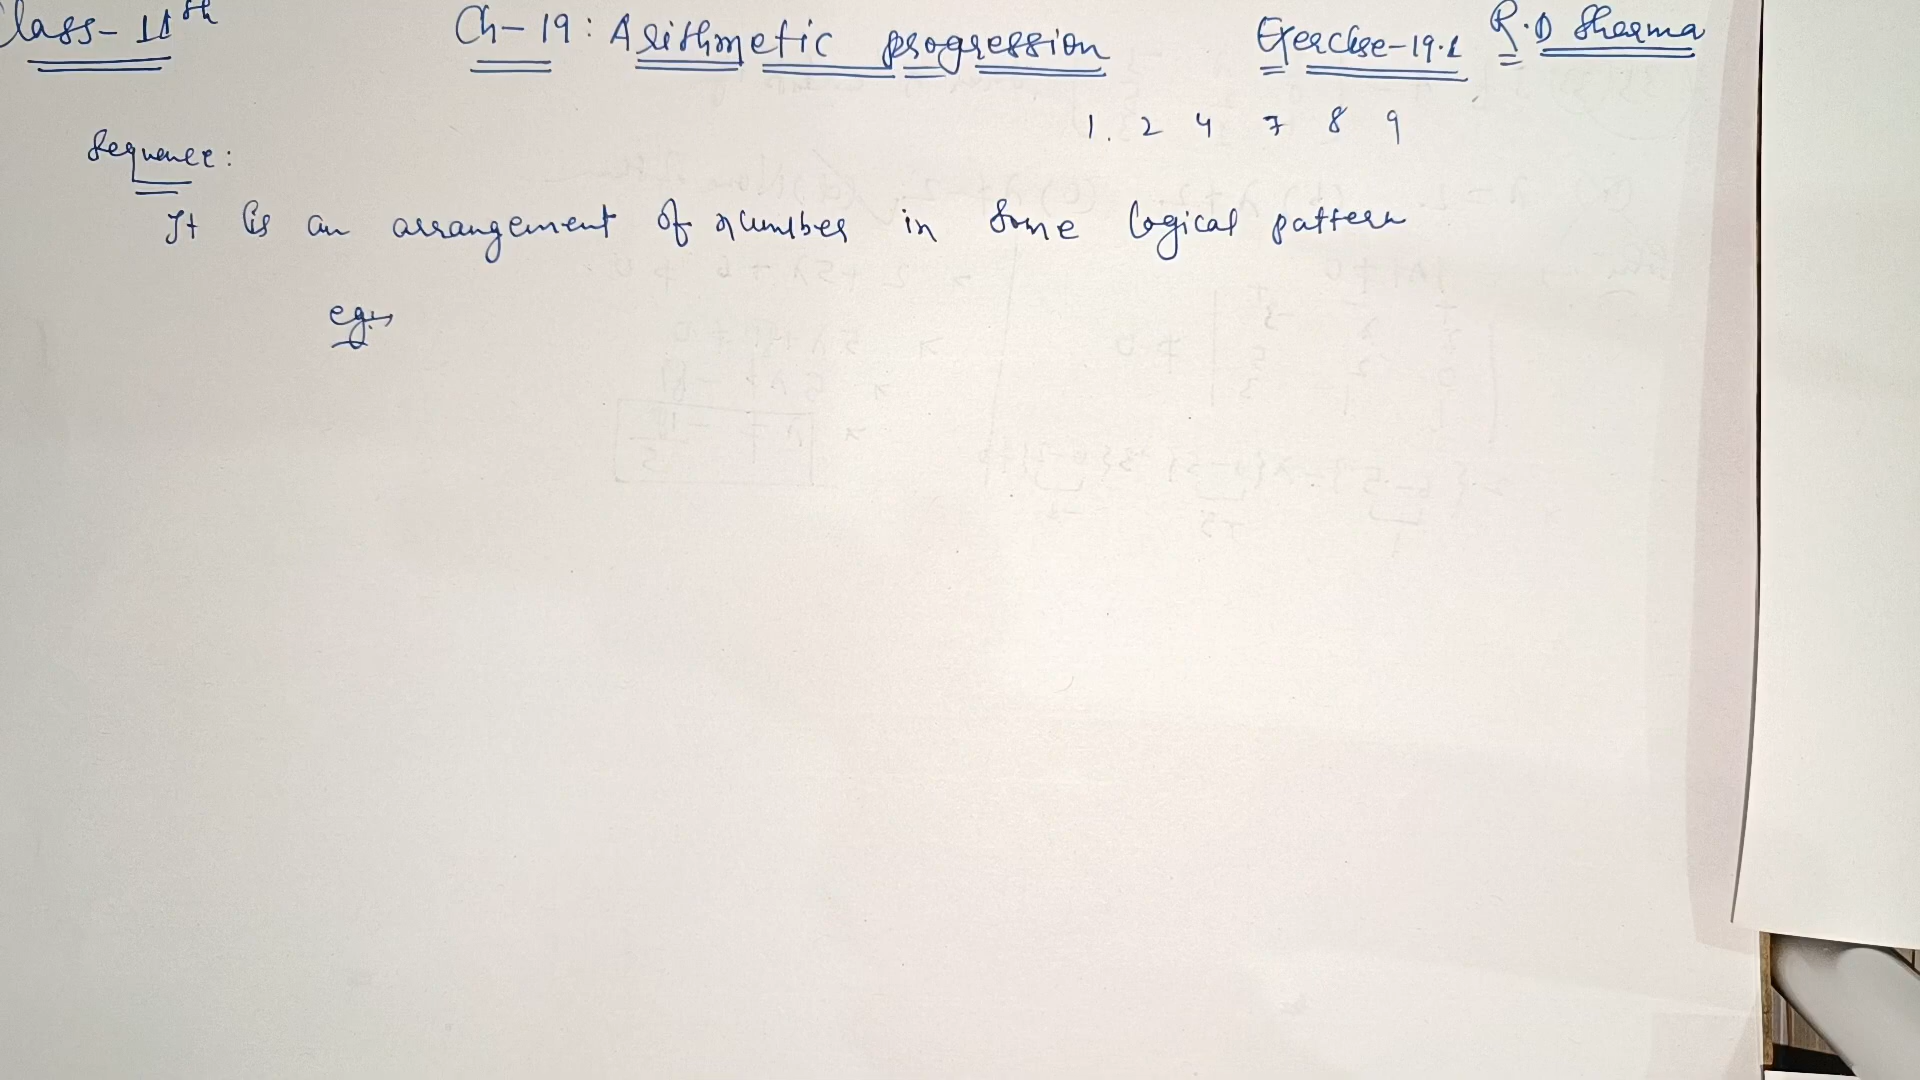 Class- 11th Ch-19: Arithmetic progression Exercise-19.1 R.D Sharma
1. 2 4 7 8 9
Sequence:
It is an arrangement of number in some logical pattern
eg:→